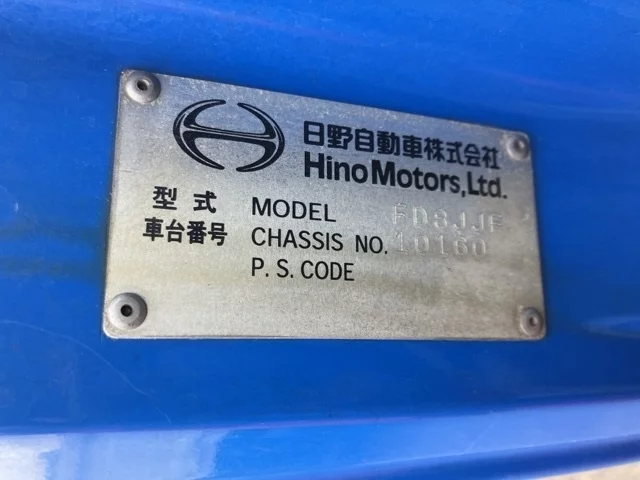 日野自動車株式会社
Hino Motors, Ltd.
型式 MODEL FD8JJF
車台番号 CHASSIS NO. 10160
P. S. CODE